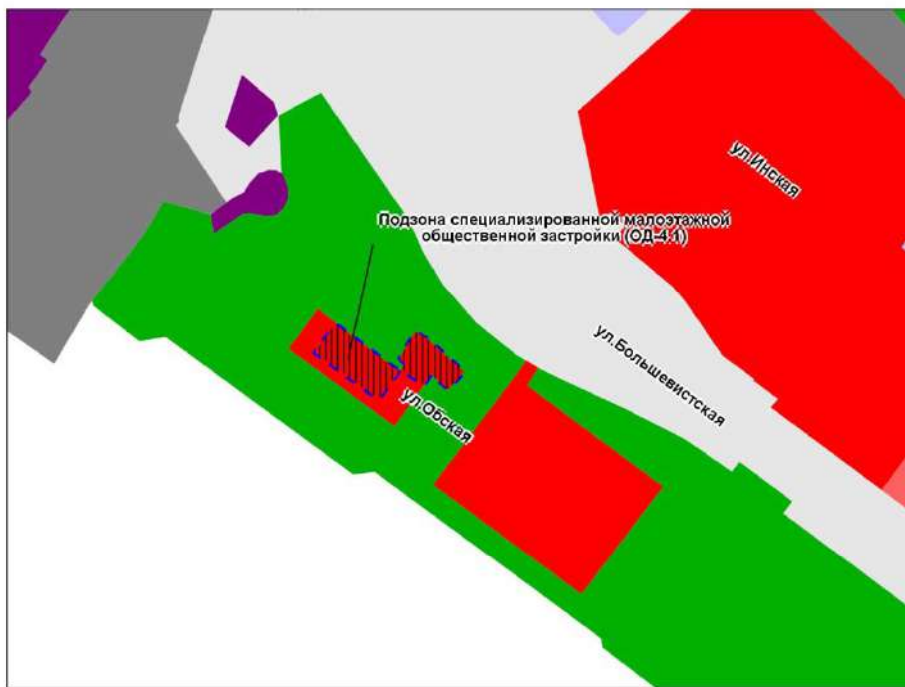 ул.Инская
Подзона специализированной малоэтажной
общественной застройки (ОД-4.1)
ул.Большевистская
ул.Обская